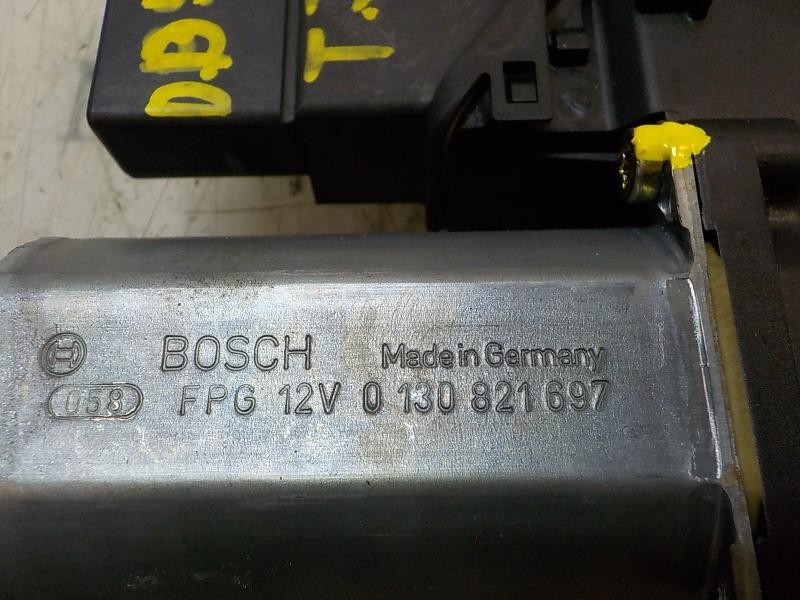 BOSCH Made in Germany
058 FPG 12V 0 130 821 697